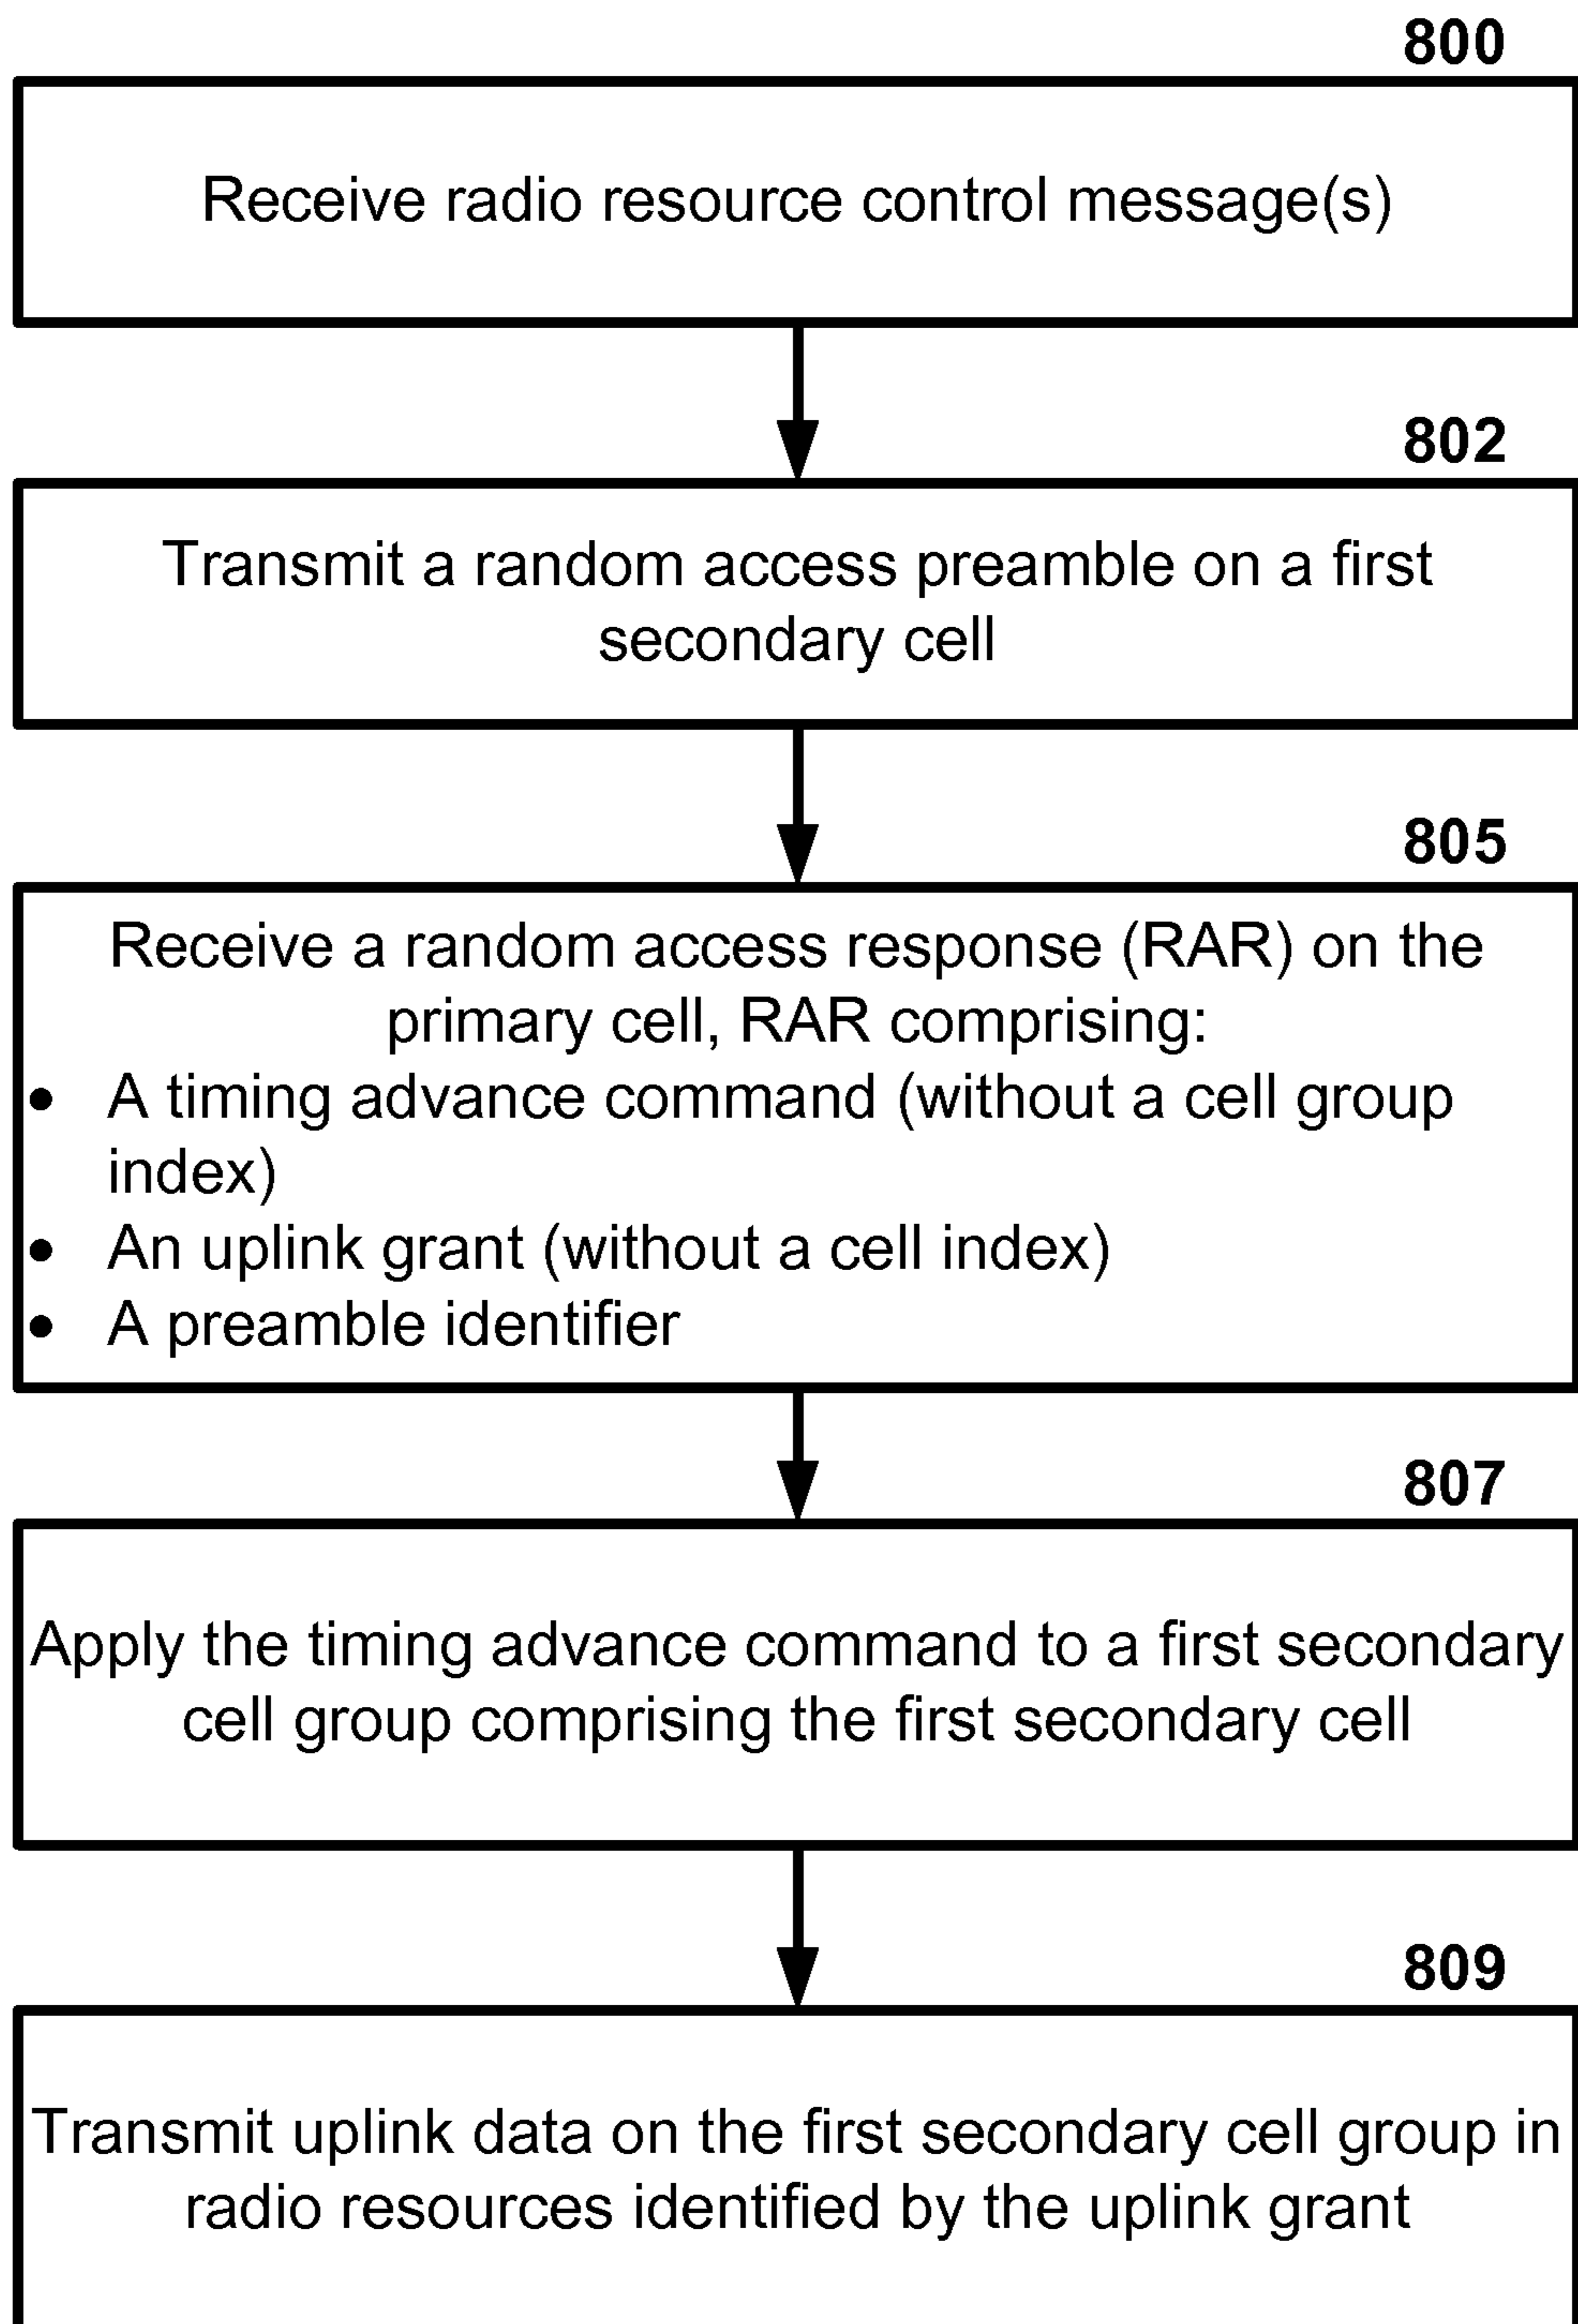 800
Receive radio resource control message(s)
802
Transmit a random access preamble on a first
secondary cell
805
Receive a random access response (RAR) on the
primary cell, RAR comprising:
• A timing advance command (without a cell group
index)
• An uplink grant (without a cell index)
• A preamble identifier
807
Apply the timing advance command to a first secondary
cell group comprising the first secondary cell
809
Transmit uplink data on the first secondary cell group in
radio resources identified by the uplink grant